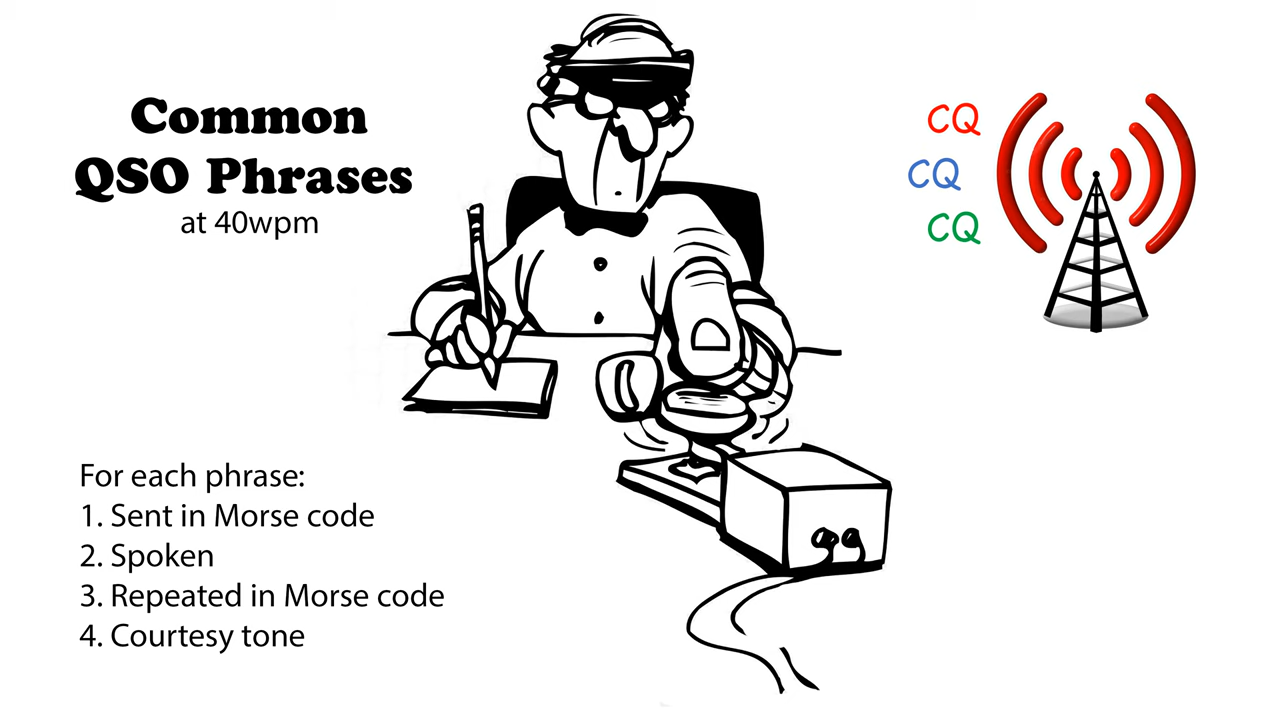 Common
QSO Phrases
at 40wpm
CQ
CQ
CQ
For each phrase:
1. Sent in Morse code
2. Spoken
3. Repeated in Morse code
4. Courtesy tone